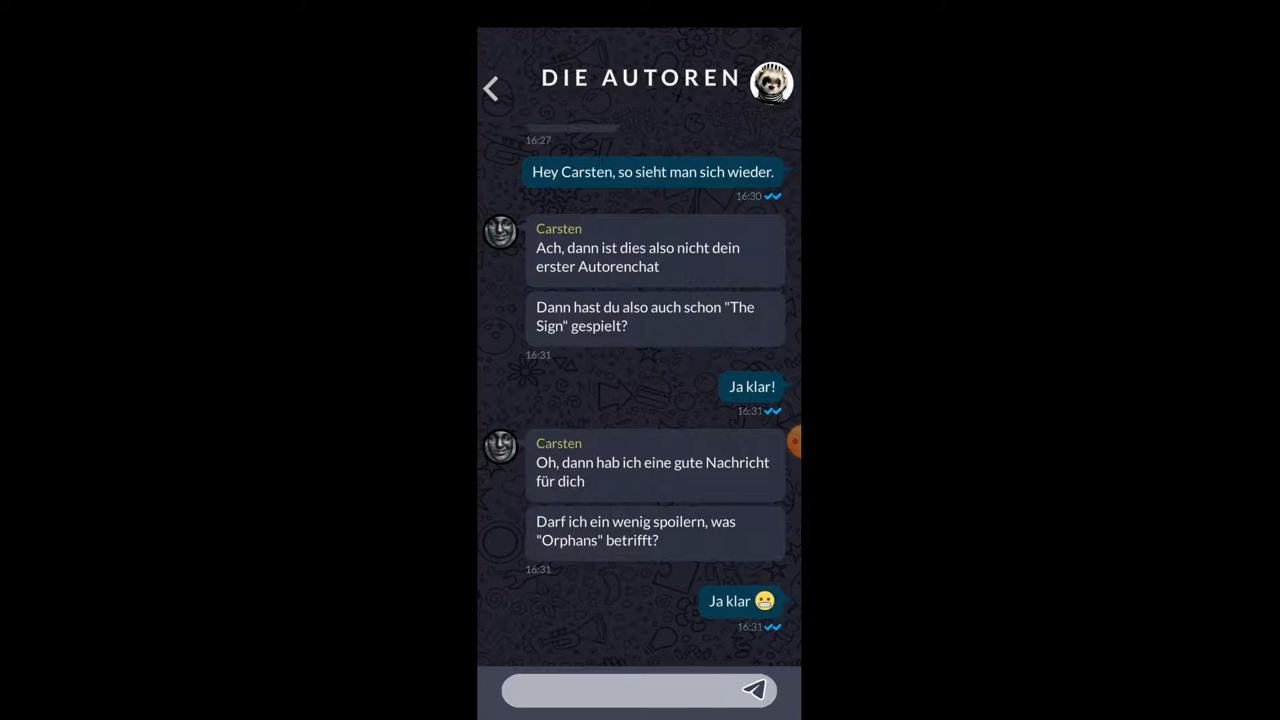 DIE AUTOREN
16:27
Hey Carsten, so sieht man sich wieder.
16:30
Carsten
Ach, dann ist dies also nicht dein
erster Autorenchat
Dann hast du also auch schon "The
Sign" gespielt?
16:31
Ja klar!
16:31
Carsten
Oh, dann hab ich eine gute Nachricht
für dich
Darf ich ein wenig spoilern, was
"Orphans" betrifft?
16:31
Ja klar 😬
16:31